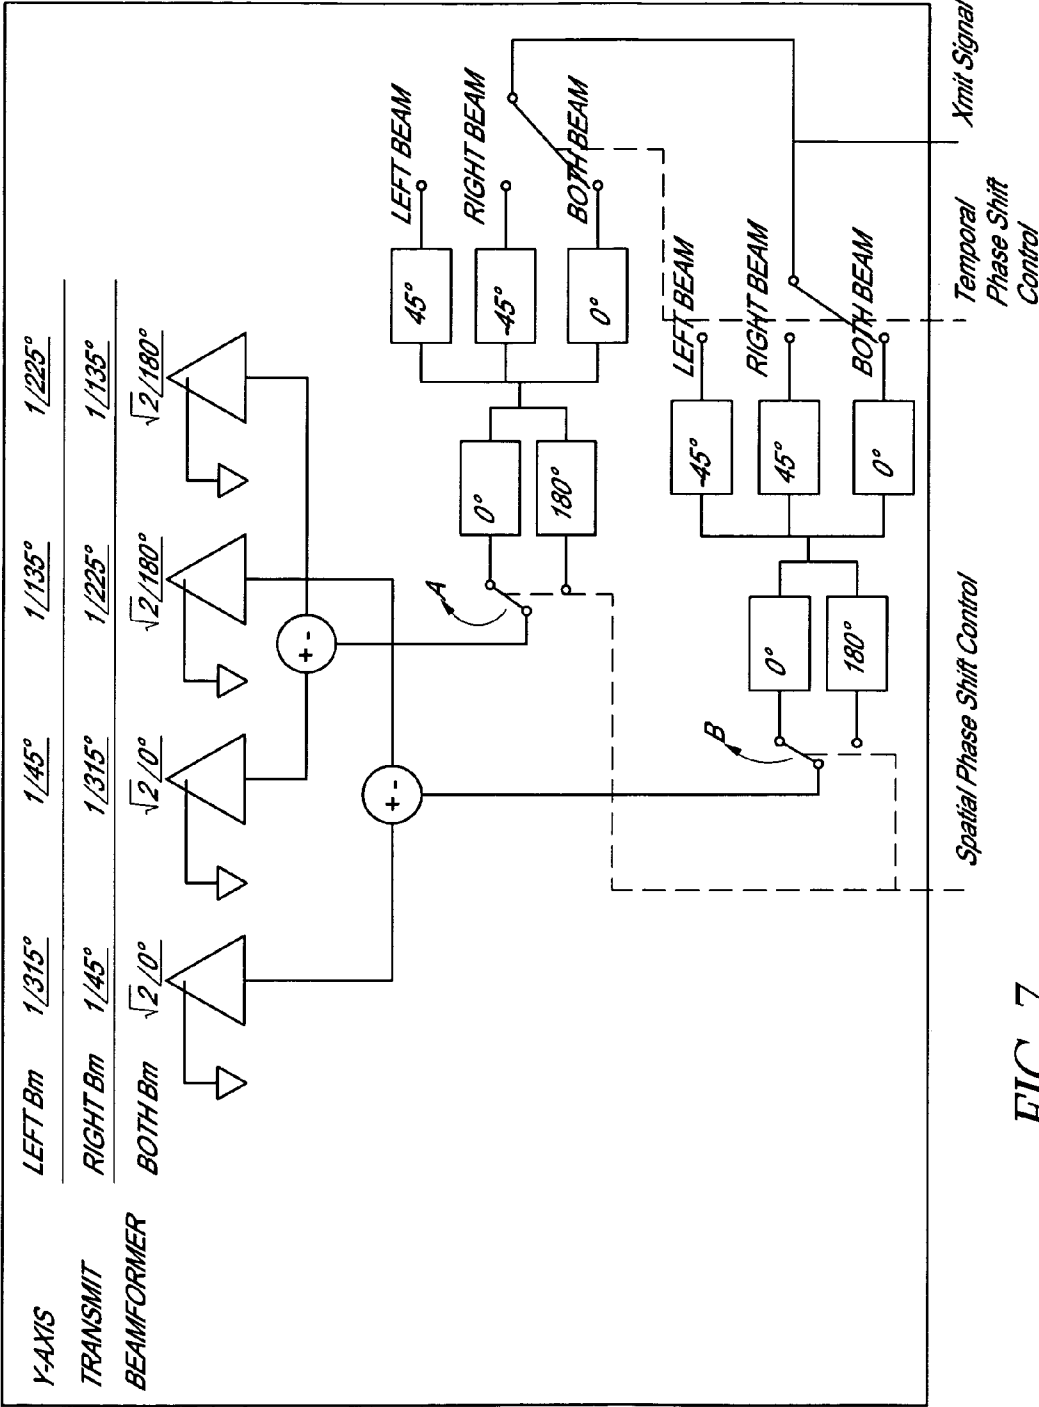 Y-AXIS LEFT Bm 1/315° 1/45° 1/135° 1/225°
TRANSMIT RIGHT Bm 1/45° 1/315° 1/225° 1/135°
BEAMFORMER BOTH Bm √2/0° √2/0° √2/180° √2/180°
+ -
+ -
A
0°
180°
45°
-45°
0°
LEFT BEAM
RIGHT BEAM
BOTH BEAM
B
0°
180°
-45°
45°
0°
LEFT BEAM
RIGHT BEAM
BOTH BEAM
Spatial Phase Shift Control
Temporal
Phase Shift
Control
Xmit Signal
FIG. 7